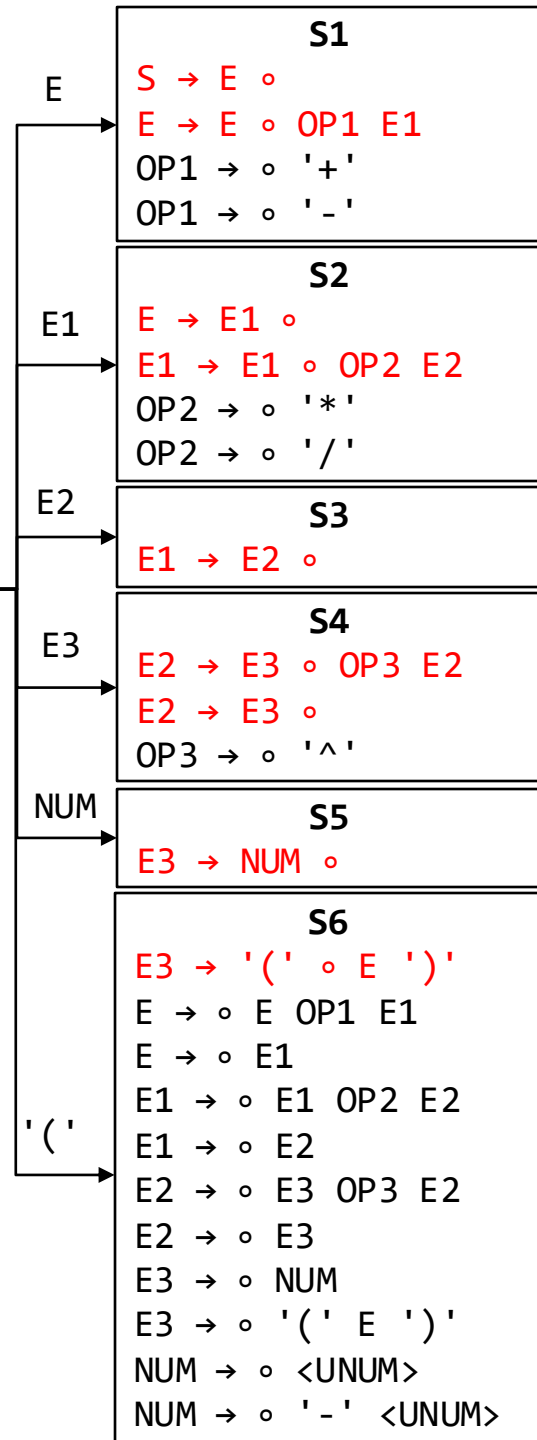 S1
E
S → E ∘
E → E ∘ OP1 E1
OP1 → ∘ '+'
OP1 → ∘ '-'
S2
E1
E → E1 ∘
E1 → E1 ∘ OP2 E2
OP2 → ∘ '*'
OP2 → ∘ '/'
E2
S3
E1 → E2 ∘
S4
E3
E2 → E3 ∘ OP3 E2
E2 → E3 ∘
OP3 → ∘ '^'
NUM
S5
E3 → NUM ∘
S6
E3 → '(' ∘ E ')'
E → ∘ E OP1 E1
E → ∘ E1
E1 → ∘ E1 OP2 E2
'('
E1 → ∘ E2
E2 → ∘ E3 OP3 E2
E2 → ∘ E3
E3 → ∘ NUM
E3 → ∘ '(' E ')'
NUM → ∘ <UNUM>
NUM → ∘ '-' <UNUM>